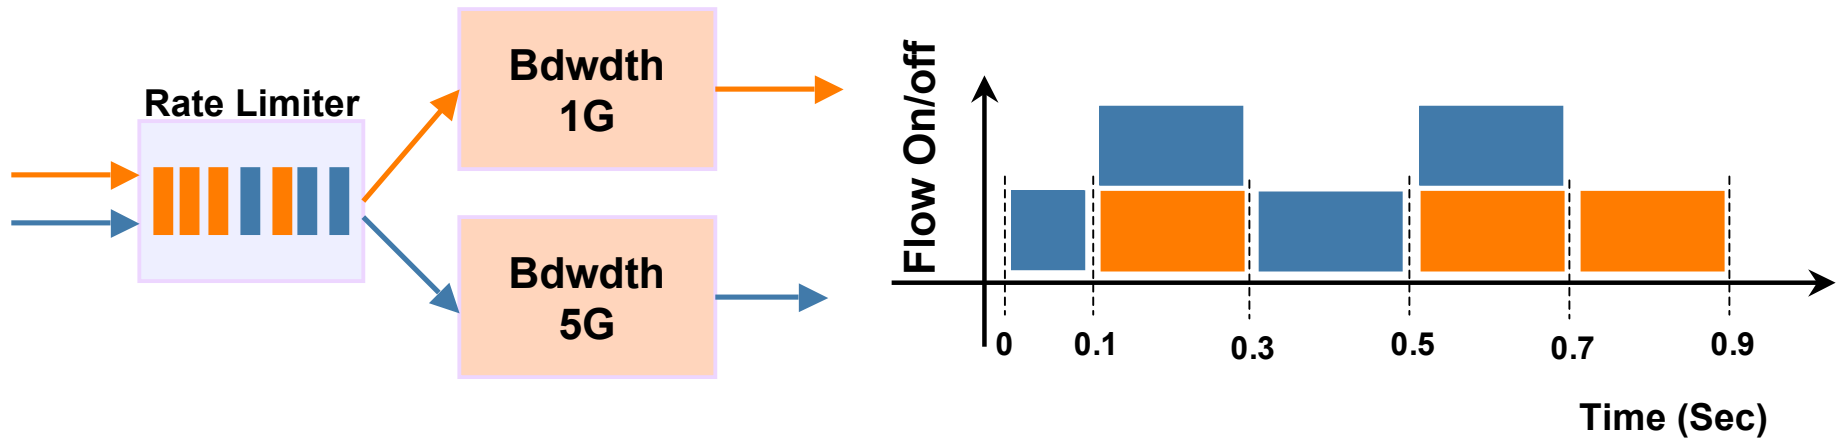 Rate Limiter
Bdwdth
1G
Bdwdth
5G
Flow On/off
0
0.1
0.3
0.5
0.7
0.9
Time (Sec)